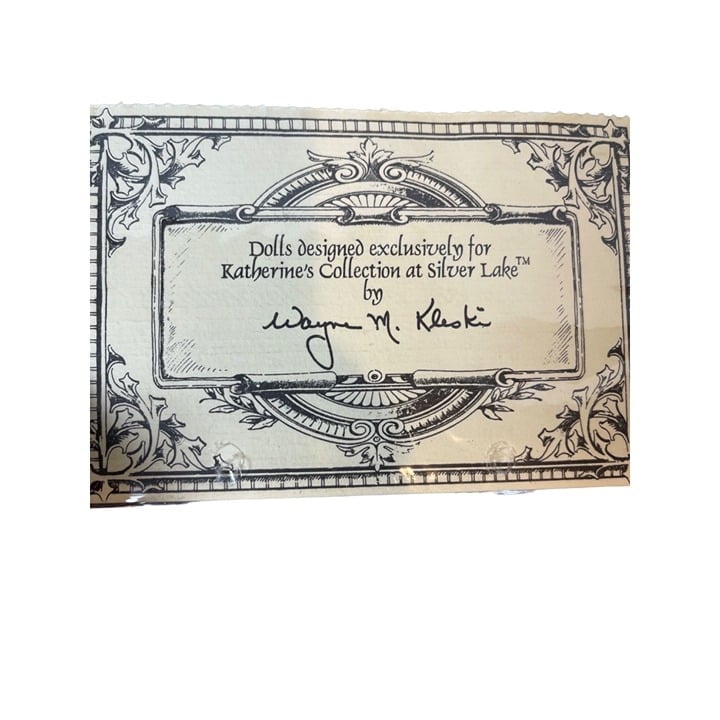 Dolls designed exclusively for
Katherine's Collection at Silver Lake™
by
Wayne M. Kleski